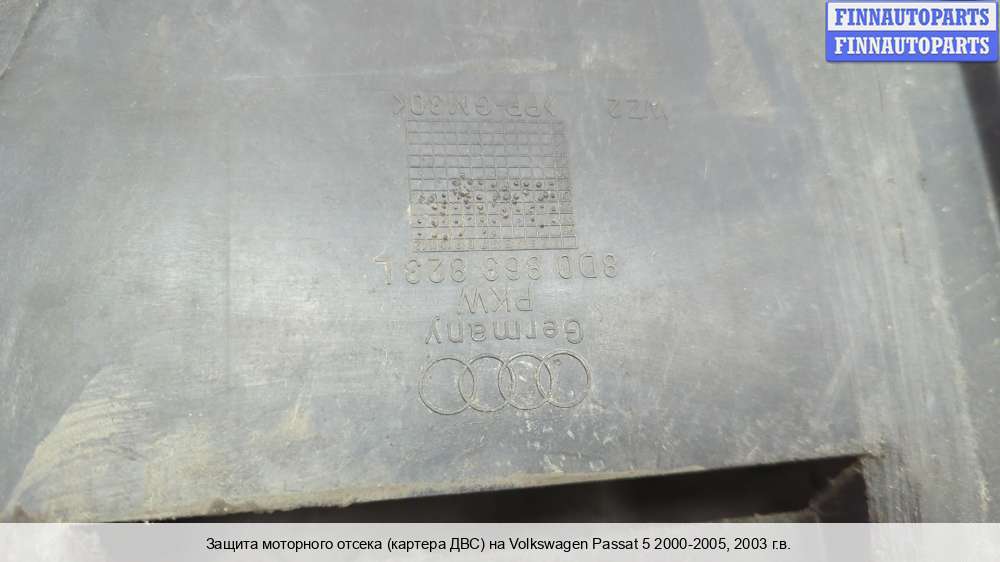 FINNAUTOPARTS
FINNAUTOPARTS
Germany
PKW
8D0 863 823 L
>PP-GM30<
WZ2
Защита моторного отсека (картера ДВС) на Volkswagen Passat 5 2000-2005, 2003 г.в.